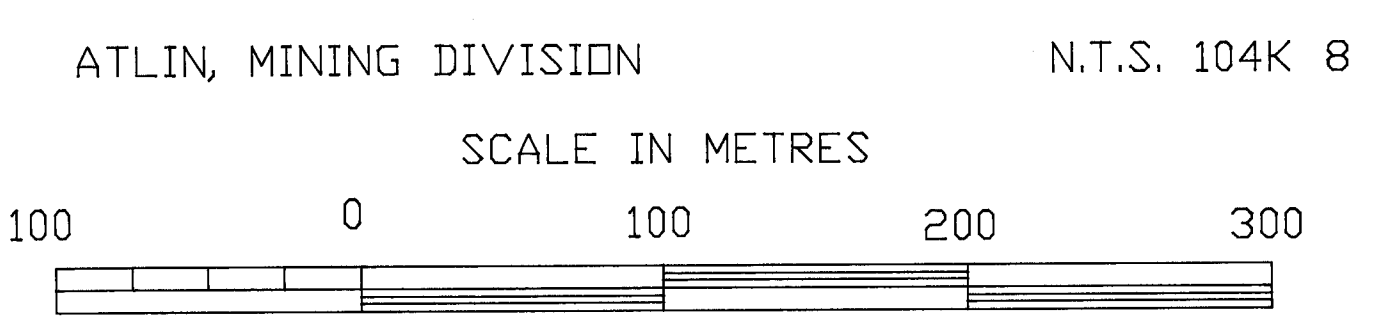 ATLIN, MINING DIVISION N.T.S. 104K 8
SCALE IN METRES
100 0 100 200 300